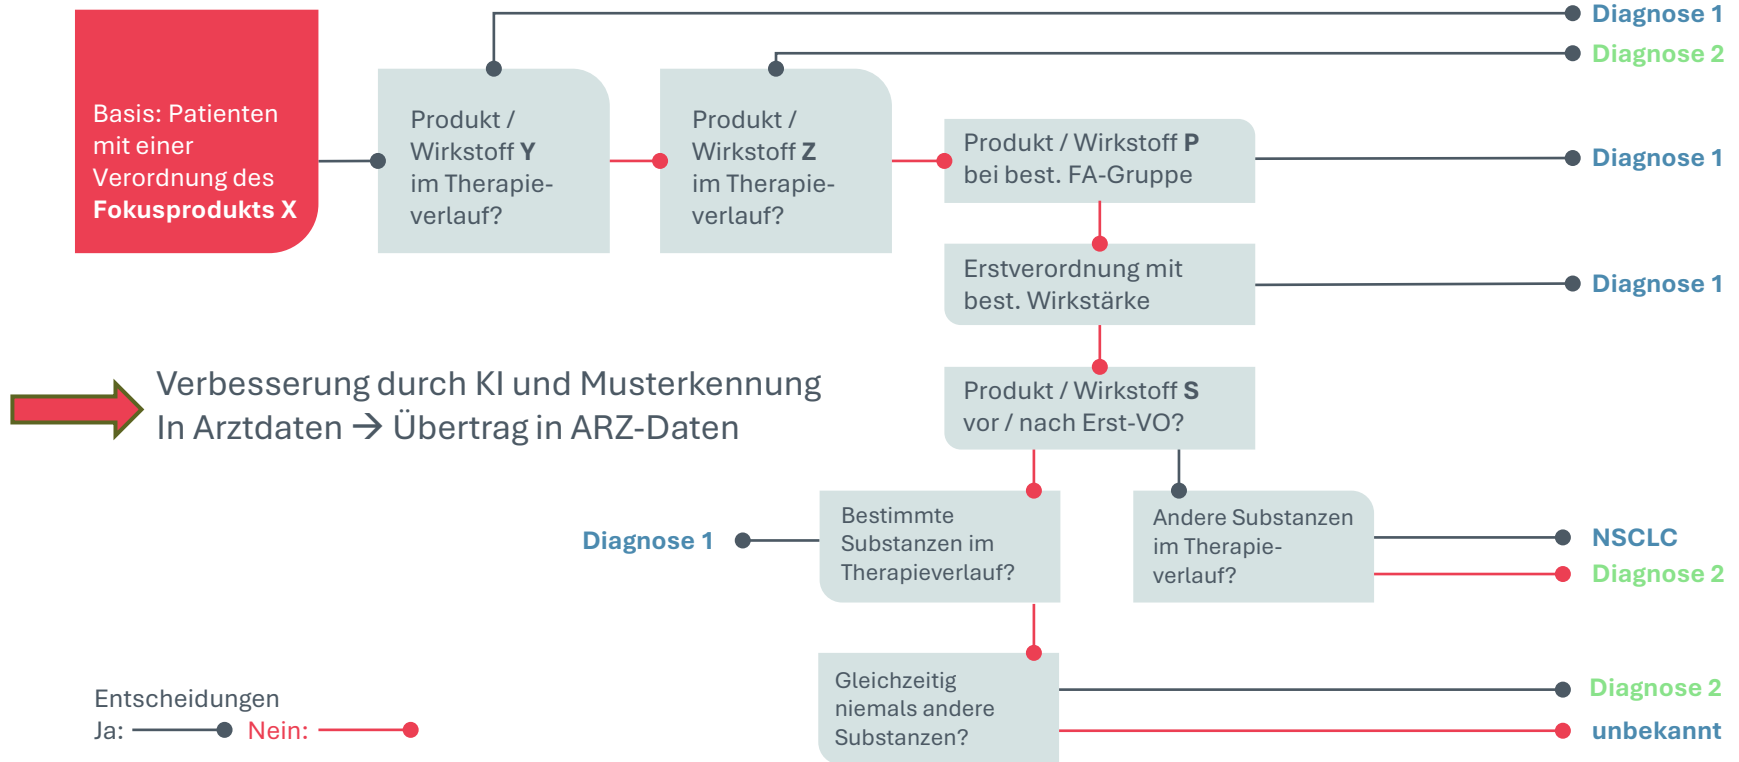 Diagnose 1
Diagnose 2
Basis: Patienten
mit einer
Verordnung des
Fokusprodukts X
Produkt /
Wirkstoff Y
im Therapie-
verlauf?
Produkt /
Wirkstoff Z
im Therapie-
verlauf?
Produkt / Wirkstoff P
bei best. FA-Gruppe
Diagnose 1
Erstverordnung mit
best. Wirkstärke
Diagnose 1
Verbesserung durch KI und Musterkennung
In Arztdaten → Übertrag in ARZ-Daten
Produkt / Wirkstoff S
vor / nach Erst-VO?
Diagnose 1
Bestimmte
Substanzen im
Therapieverlauf?
Andere Substanzen
im Therapie-
verlauf?
NSCLC
Diagnose 2
Gleichzeitig
niemals andere
Substanzen?
Diagnose 2
unbekannt
Entscheidungen
Ja: Nein: